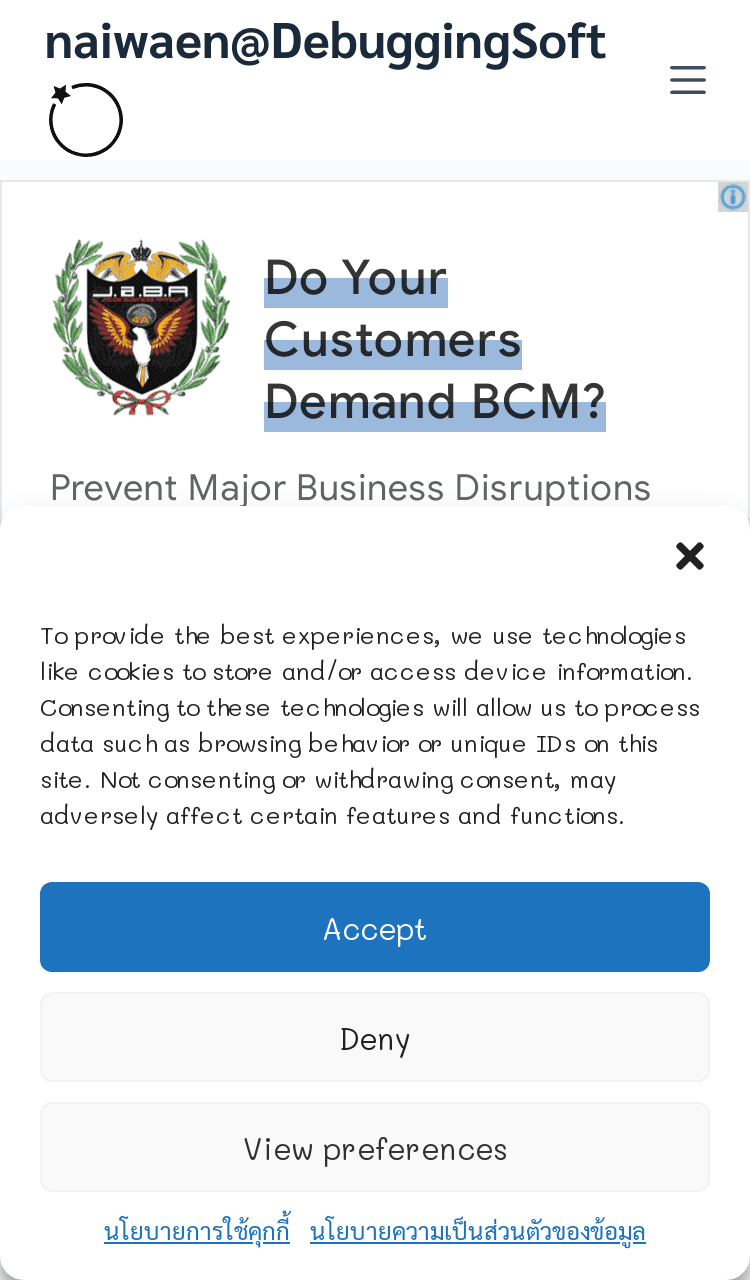 naiwaen@DebuggingSoft
J.B.B.A
JACOB BUSINESS ARMOUR
Do Your
Customers
Demand BCM?
Prevent Major Business Disruptions
To provide the best experiences, we use technologies
like cookies to store and/or access device information.
Consenting to these technologies will allow us to process
data such as browsing behavior or unique IDs on this
site. Not consenting or withdrawing consent, may
adversely affect certain features and functions.
Accept
Deny
View preferences
นโยบายการใช้คุกกี้ นโยบายความเป็นส่วนตัวของข้อมูล